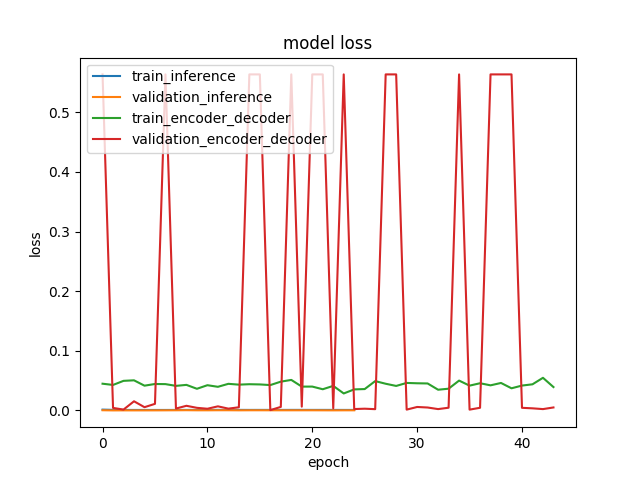 model loss
train_inference
validation_inference
train_encoder_decoder
validation_encoder_decoder
loss
0.5
0.4
0.3
0.2
0.1
0.0
0 10 20 30 40
epoch